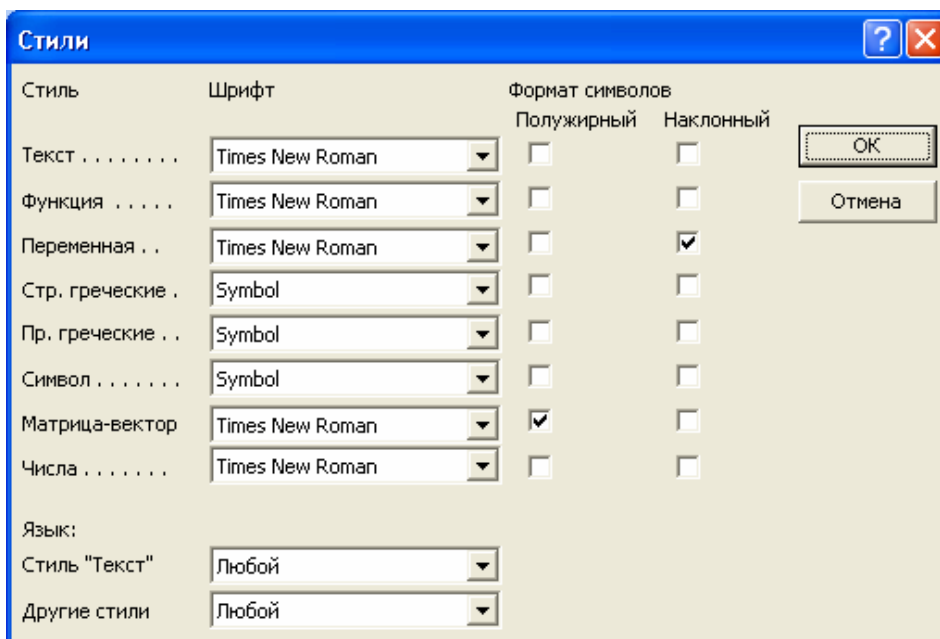 Стили
Стиль Шрифт Формат символов
Полужирный Наклонный
Текст . . . . . . . . Times New Roman ОК
Функция . . . . . Times New Roman Отмена
Переменная . . Times New Roman
Стр. греческие . Symbol
Пр. греческие . . Symbol
Символ . . . . . . . Symbol
Матрица-вектор Times New Roman
Числа . . . . . . . Times New Roman
Язык:
Стиль "Текст" Любой
Другие стили Любой